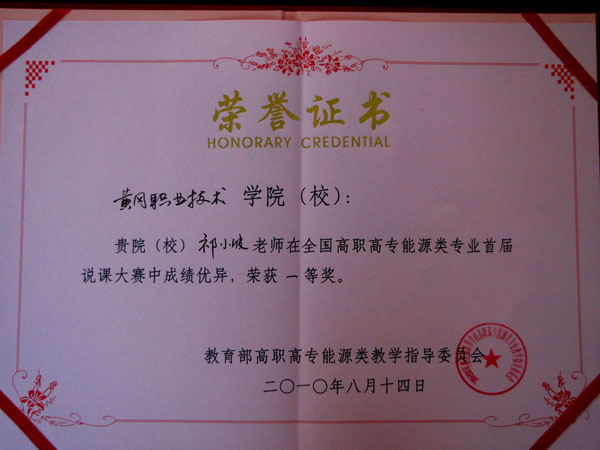 荣誉证书
HONORARY CREDENTIAL
黄冈职业技术 学院（校）：
贵院（校） 祁小波 老师在全国高职高专能源类专业首届
说课大赛中成绩优异，荣获 一 等奖。
教育部高职高专能源类教学指导委员会
二〇一〇年八月十四日